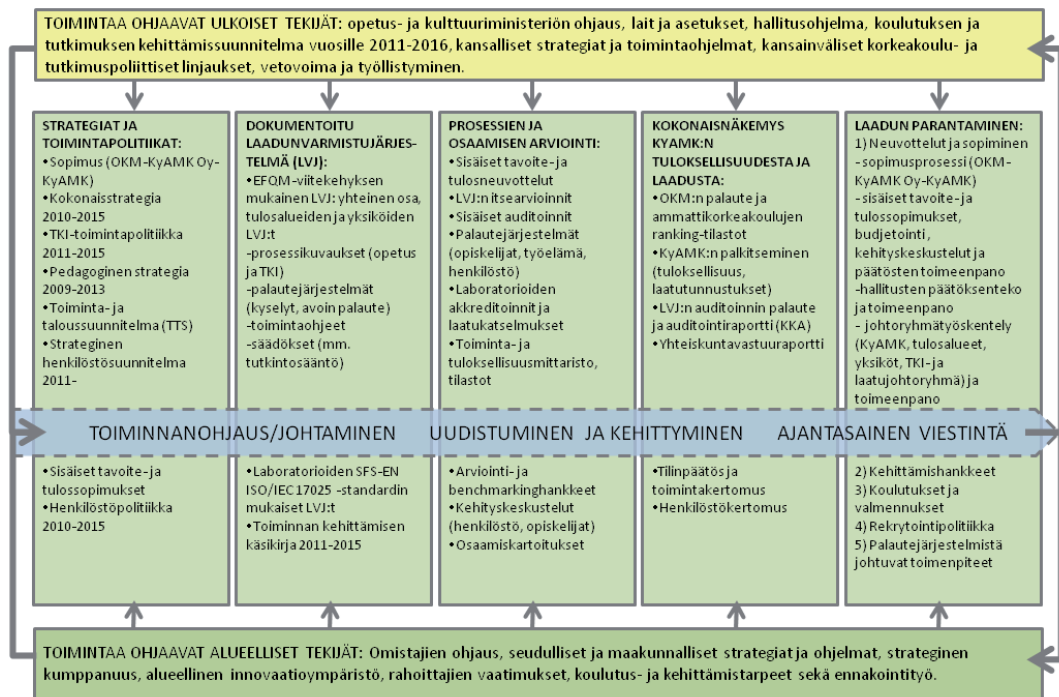 TOIMINTAA OHJAAVAT ULKOISET TEKIJÄT: opetus- ja kulttuuriministeriön ohjaus, lait ja asetukset, hallitusohjelma, koulutuksen ja
tutkimuksen kehittämissuunnitelma vuosille 2011-2016, kansalliset strategiat ja toimintaohjelmat, kansainväliset korkeakoulu- ja
tutkimuspoliittiset linjaukset, vetovoima ja työllistyminen.
STRATEGIAT JA
TOIMINTAPOLITIIKAT:
•Sopimus (OKM-KyAMK Oy-
KyAMK)
•Kokonaisstrategia
2010-2015
•TKI-toimintapolitiikka
2011-2015
•Pedagoginen strategia
2009-2013
•Toiminta- ja
taloussuunnitelma (TTS)
•Strateginen
henkilöstösuunnitelma
2011-
DOKUMENTOITU
LAADUNVARMISTUJÄRJES-
TELMÄ (LVJ):
•EFQM-viitekehyksen
mukainen LVJ: yhteinen osa,
tulosalueiden ja yksiköiden
LVJ:t
-prosessikuvaukset (opetus
ja TKI)
-palautejärjestelmät
(kyselyt, avoin palaute)
-toimintaohjeet
-säädökset (mm.
tutkintosääntö)
PROSESSIEN JA
OSAAMISEN ARVIOINTI:
•Sisäiset tavoite- ja
tulosneuvottelut
•LVJ:n itsearvioinnit
•Sisäiset auditoinnit
•Palautejärjestelmät
(opiskelijat, työelämä,
henkilöstö)
•Laboratorioiden
akkreditoinnit ja
laatukatselmukset
•Toiminta- ja
tuloksellisuusmittaristo,
tilastot
KOKONAISNÄKEMYS
KYAMK:N
TULOKSELLISUUDESTA JA
LAADUSTA:
•OKM:n palaute ja
ammattikorkeakoulujen
ranking-tilastot
•KyAMK:n palkitseminen
(tuloksellisuus,
laatutunnustukset)
•LVJ:n auditoinnin palaute
ja auditointiraportti (KKA)
•Yhteiskuntavastuuraportti
LAADUN PARANTAMINEN:
1) Neuvottelut ja sopiminen
-sopimusprosessi (OKM-
KyAMK Oy-KyAMK)
-sisäiset tavoite- ja
tulossopimukset,
budjetointi,
kehityskeskustelut ja
päätösten toimeenpano
-hallitusten päätöksenteko
ja toimeenpano
- johtoryhmätyöskentely
(KyAMK, tulosalueet,
yksiköt, TKI- ja
laatujohtoryhmä) ja
toimeenpano
TOIMINNANOHJAUS/JOHTAMINEN UUDISTUMINEN JA KEHITTYMINEN AJANTASAINEN VIESTINTÄ
•Sisäiset tavoite- ja
tulossopimukset
•Henkilöstöpolitiikka
2010-2015
•Laboratorioiden SFS-EN
ISO/IEC 17025 -standardin
mukaiset LVJ:t
•Toiminnan kehittämisen
käsikirja 2011-2015
•Arviointi- ja
benchmarkinghankkeet
•Kehityskeskustelut
(henkilöstö, opiskelijat)
•Osaamiskartoitukset
•Tilinpäätös ja
toimintakertomus
•Henkilöstökertomus
2) Kehittämishankkeet
3) Koulutukset ja
valmennukset
4) Rekrytointipolitiikka
5) Palautejärjestelmistä
johtuvat toimenpiteet
TOIMINTAA OHJAAVAT ALUEELLISET TEKIJÄT: Omistajien ohjaus, seudulliset ja maakunnalliset strategiat ja ohjelmat, strateginen
kumppanuus, alueellinen innovaatioympäristö, rahoittajien vaatimukset, koulutus- ja kehittämistarpeet sekä ennakointityö.